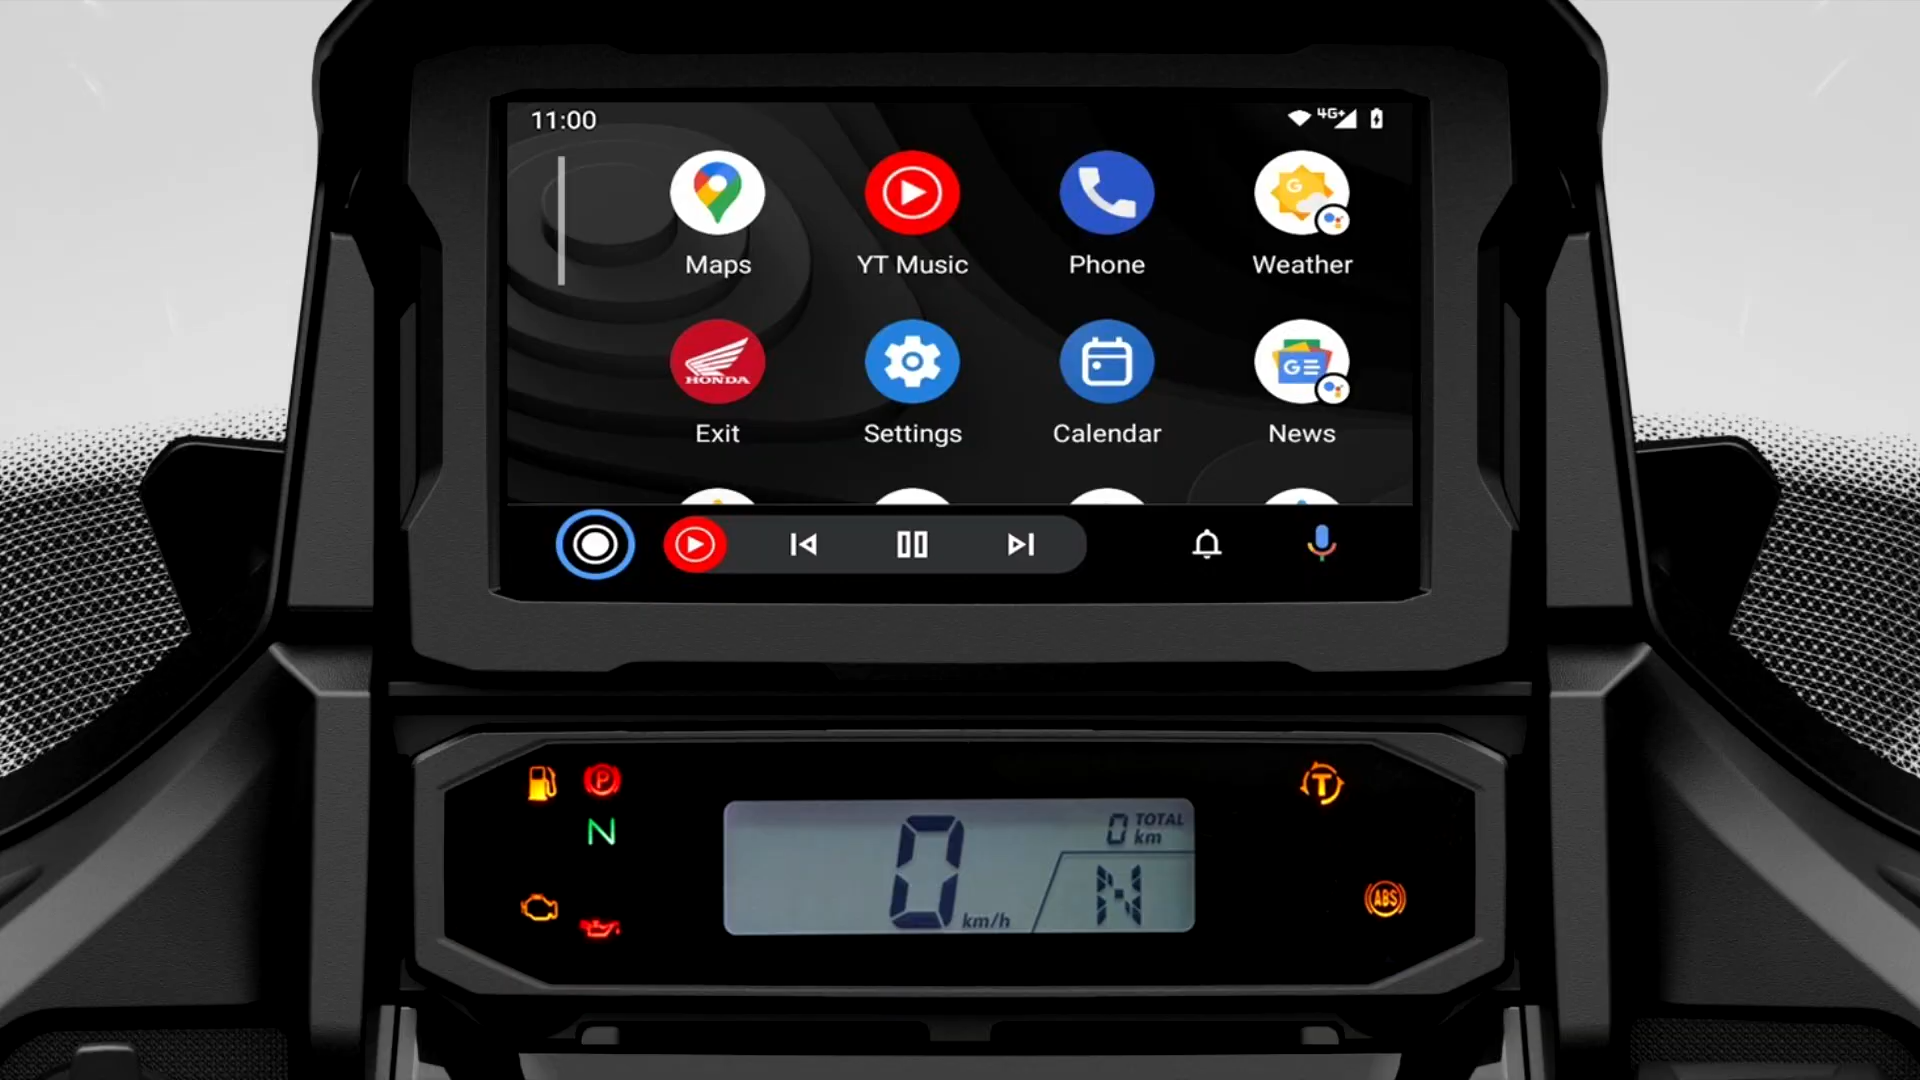 11:00
4G+
Maps
YT Music
Phone
G
Weather
HONDA
G
Exit
Settings
Calendar
News
P
N
T
0 TOTAL
km
0 km/h
N
ABS